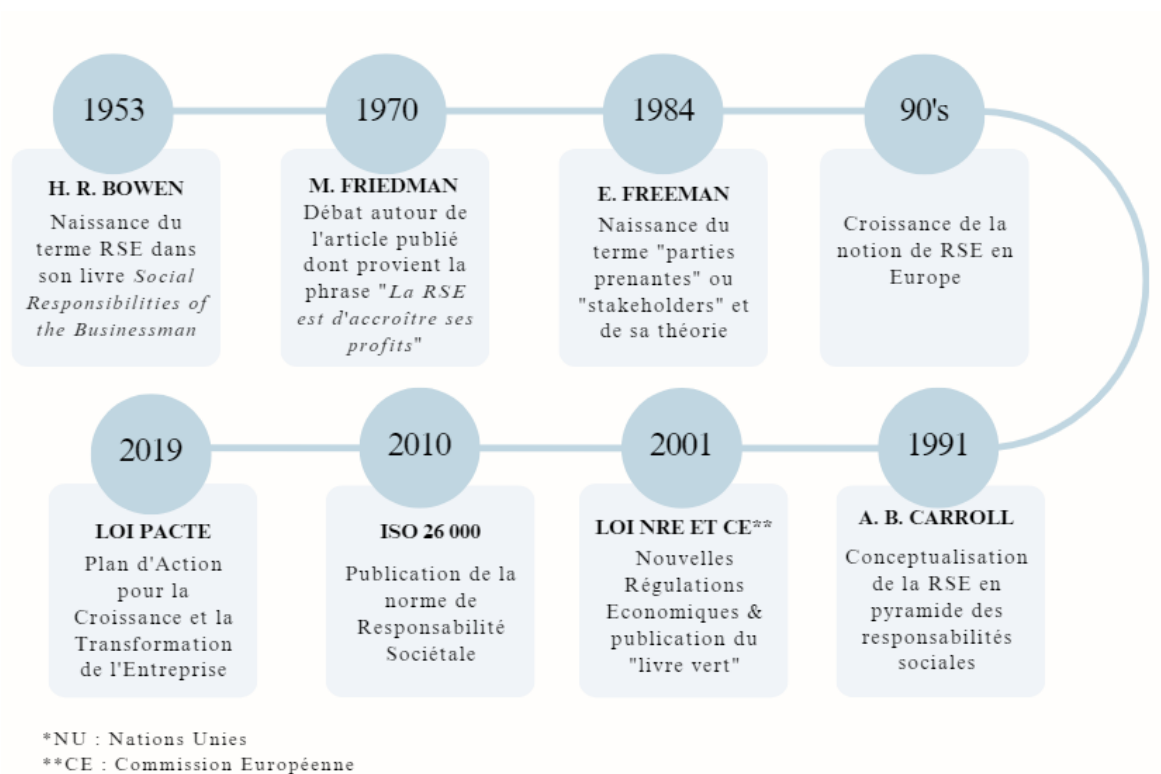 1953
H. R. BOWEN
Naissance du
terme RSE dans
son livre Social
Responsibilities of
the Businessman
1970
M. FRIEDMAN
Débat autour de
l'article publié
dont provient la
phrase "La RSE
est d'accroître ses
profits"
1984
E. FREEMAN
Naissance du
terme "parties
prenantes" ou
"stakeholders" et
de sa théorie
90's
Croissance de la
notion de RSE en
Europe
1991
A. B. CARROLL
Conceptualisation
de la RSE en
pyramide des
responsabilités
sociales
2001
LOI NRE ET CE**
Nouvelles
Régulations
Economiques &
publication du
"livre vert"
2010
ISO 26 000
Publication de la
norme de
Responsabilité
Sociétale
2019
LOI PACTE
Plan d'Action
pour la
Croissance et la
Transformation
de l'Entreprise
*NU : Nations Unies
**CE : Commission Européenne